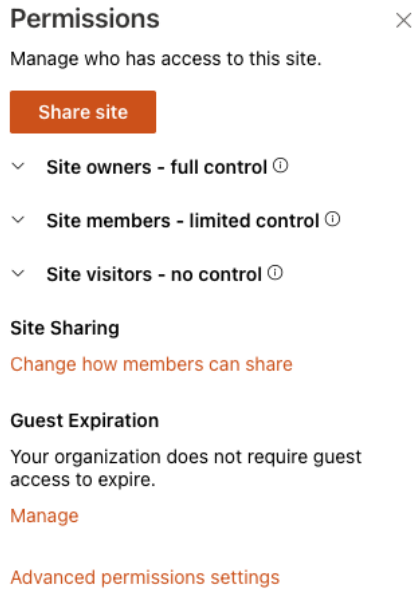 Permissions
Manage who has access to this site.
Share site
Site owners - full control
Site members - limited control
Site visitors - no control
Site Sharing
Change how members can share
Guest Expiration
Your organization does not require guest
access to expire.
Manage
Advanced permissions settings